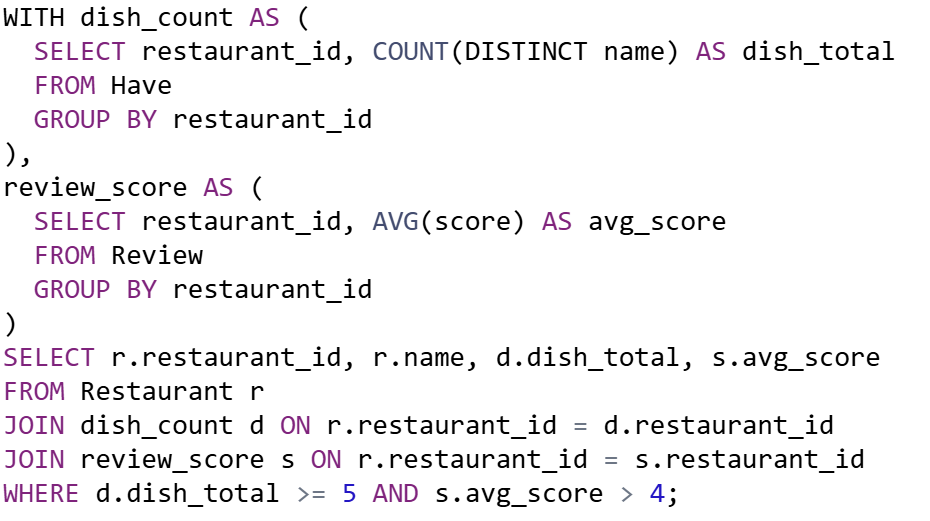 WITH dish_count AS (
  SELECT restaurant_id, COUNT(DISTINCT name) AS dish_total
  FROM Have
  GROUP BY restaurant_id
),
review_score AS (
  SELECT restaurant_id, AVG(score) AS avg_score
  FROM Review
  GROUP BY restaurant_id
)
SELECT r.restaurant_id, r.name, d.dish_total, s.avg_score
FROM Restaurant r
JOIN dish_count d ON r.restaurant_id = d.restaurant_id
JOIN review_score s ON r.restaurant_id = s.restaurant_id
WHERE d.dish_total >= 5 AND s.avg_score > 4;